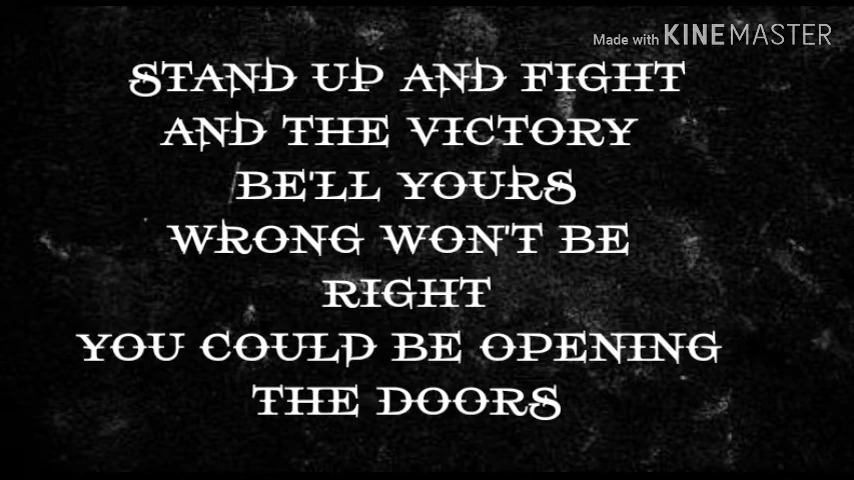 Made with KINEMASTER
STAND UP AND FIGHT
AND THE VICTORY
BE'LL YOURS
WRONG WON'T BE
RIGHT
YOU COULD BE OPENING
THE DOORS